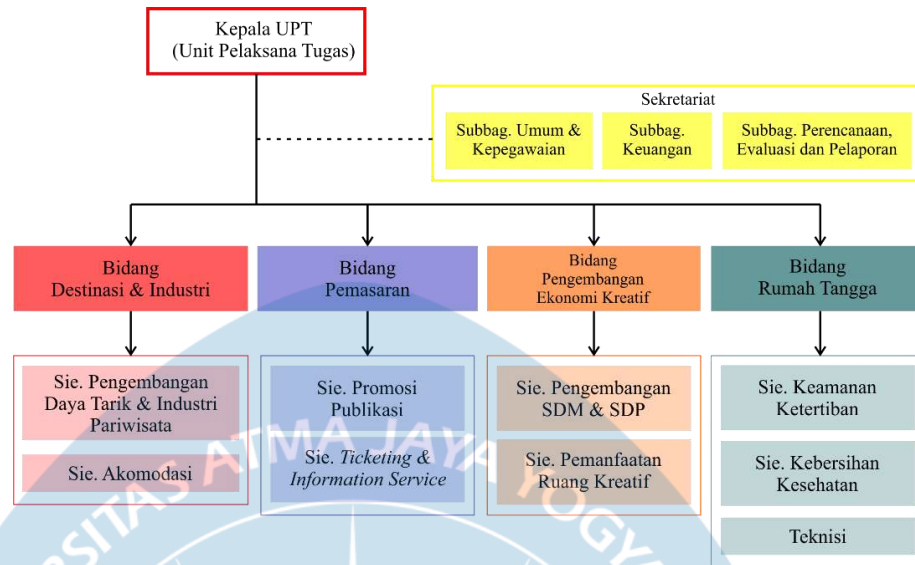 Kepala UPT
(Unit Pelaksana Tugas)
Sekretariat
Subbag. Umum &
Kepegawaian
Subbag.
Keuangan
Subbag. Perencanaan,
Evaluasi dan Pelaporan
Bidang
Destinasi & Industri
Bidang
Pemasaran
Bidang
Pengembangan
Ekonomi Kreatif
Bidang
Rumah Tangga
Sie. Pengembangan
Daya Tarik & Industri
Pariwisata
Sie. Akomodasi
Sie. Promosi
Publikasi
Sie. Ticketing &
Information Service
Sie. Pengembangan
SDM & SDP
Sie. Pemanfaatan
Ruang Kreatif
Sie. Keamanan
Ketertiban
Sie. Kebersihan
Kesehatan
Teknisi
ATMA JAYA